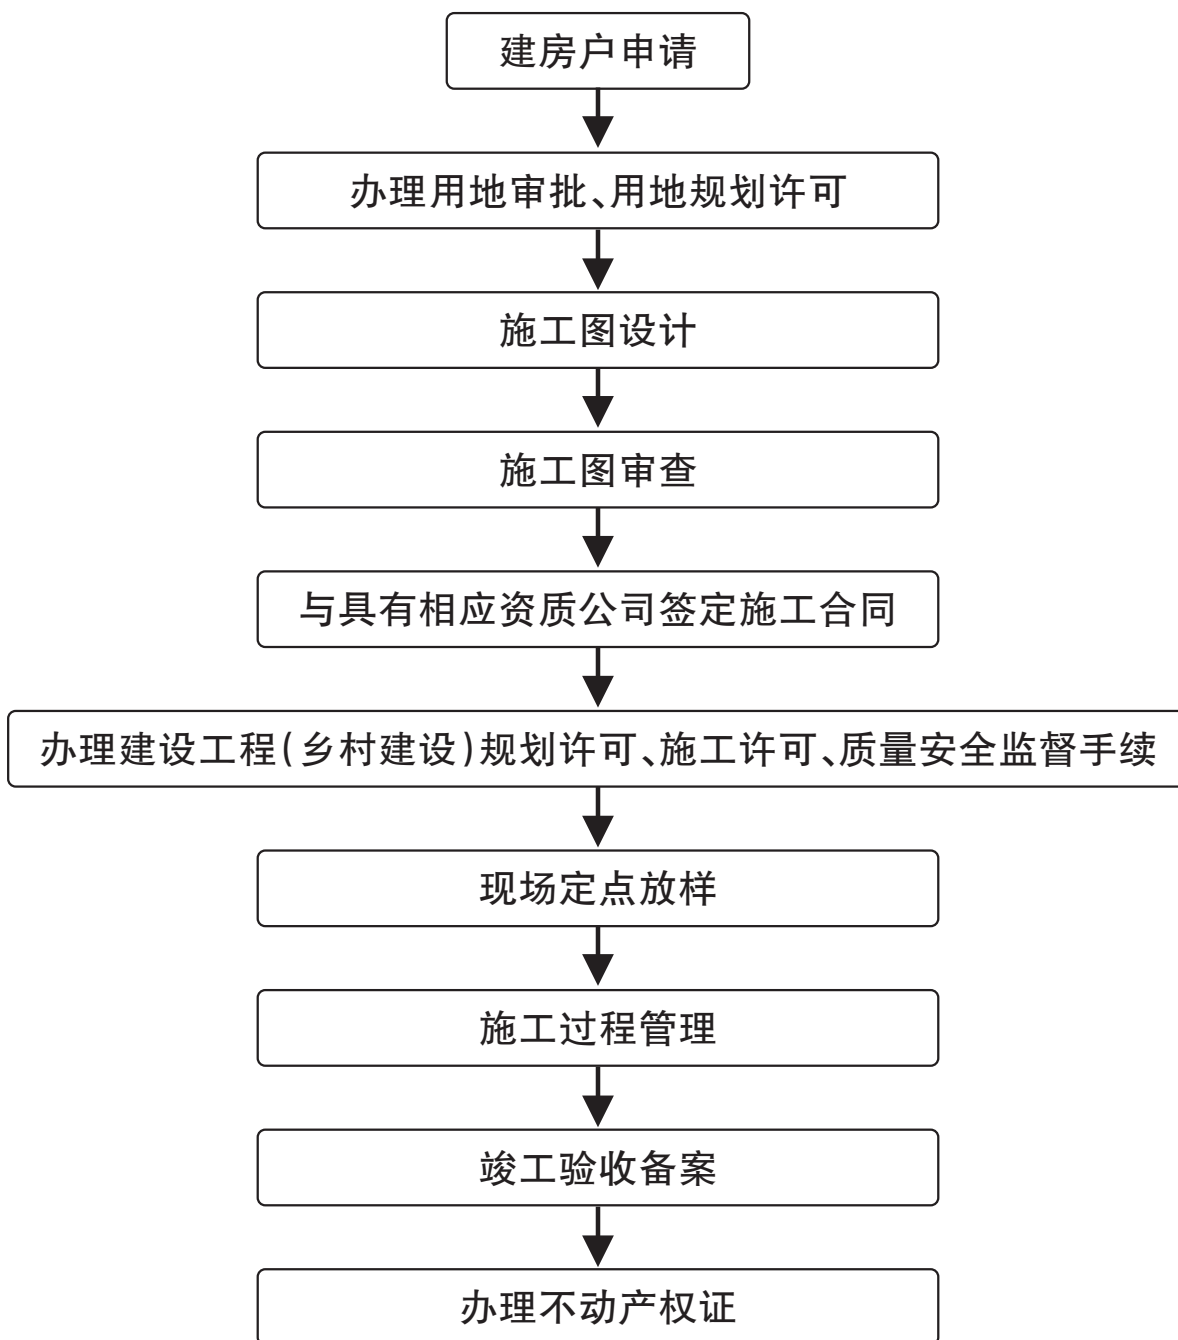 建房户申请
办理用地审批、用地规划许可
施工图设计
施工图审查
与具有相应资质公司签定施工合同
办理建设工程(乡村建设)规划许可、施工许可、质量安全监督手续
现场定点放样
施工过程管理
竣工验收备案
办理不动产权证